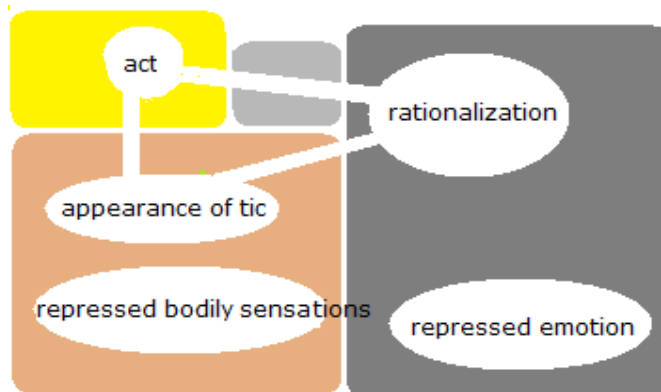 act
rationalization
appearance of tic
repressed bodily sensations
repressed emotion